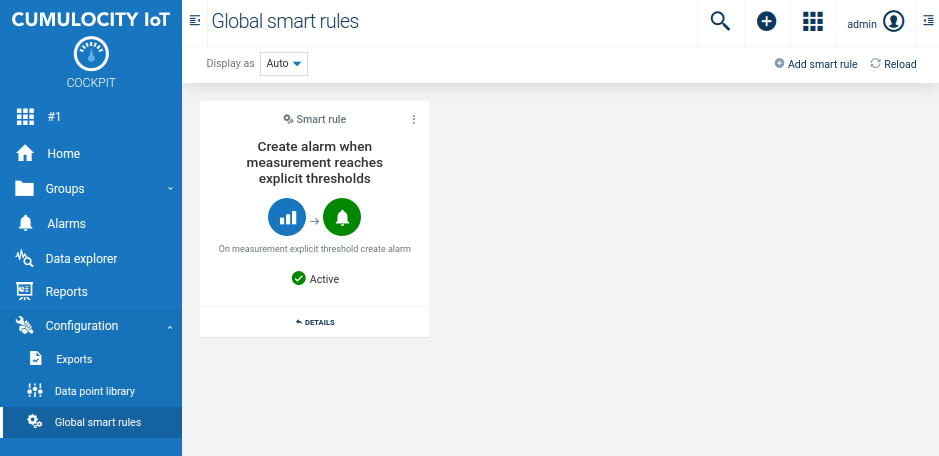 CUMULOCITY IoT
COCKPIT
#1
Home
Groups
Alarms
Data explorer
Reports
Configuration
Exports
Data point library
Global smart rules
Global smart rules
admin
Display as
Auto
Add smart rule
Reload
Smart rule
Create alarm when
measurement reaches
explicit thresholds
On measurement explicit threshold create alarm
Active
DETAILS